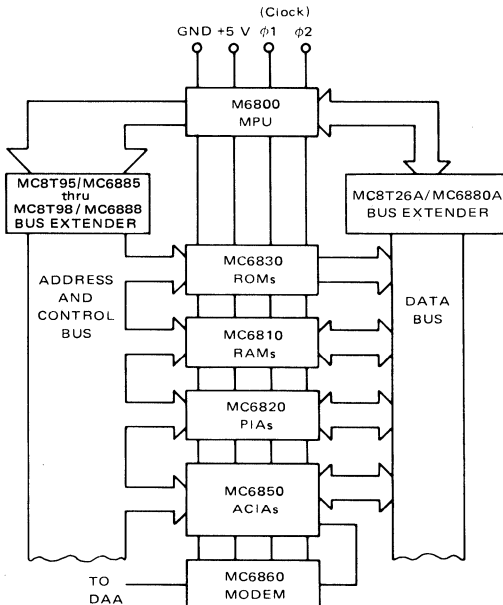 (Clock)
GND +5 V ϕ1 ϕ2
M6800
MPU
MC8T95/MC6885
thru
MC8T98/MC6888
BUS EXTENDER
MC8T26A/MC6880A
BUS EXTENDER
MC6830
ROMs
ADDRESS
AND
CONTROL
BUS
DATA
BUS
MC6810
RAMs
MC6820
PIAs
MC6850
ACIAs
TO
DAA
MC6860
MODEM